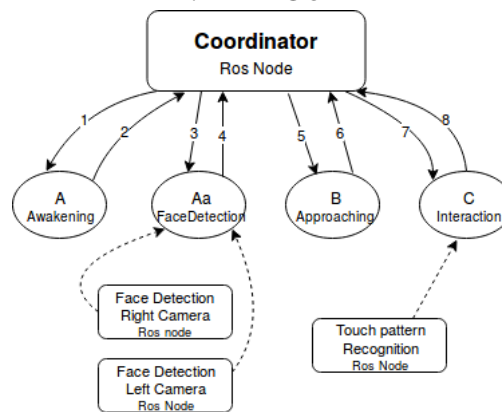 Coordinator
Ros Node
1
2
3
4
5
6
7
8
A
Awakening
Aa
FaceDetection
B
Approaching
C
Interaction
Face Detection
Right Camera
Ros node
Touch pattern
Recognition
Ros Node
Face Detection
Left Camera
Ros Node